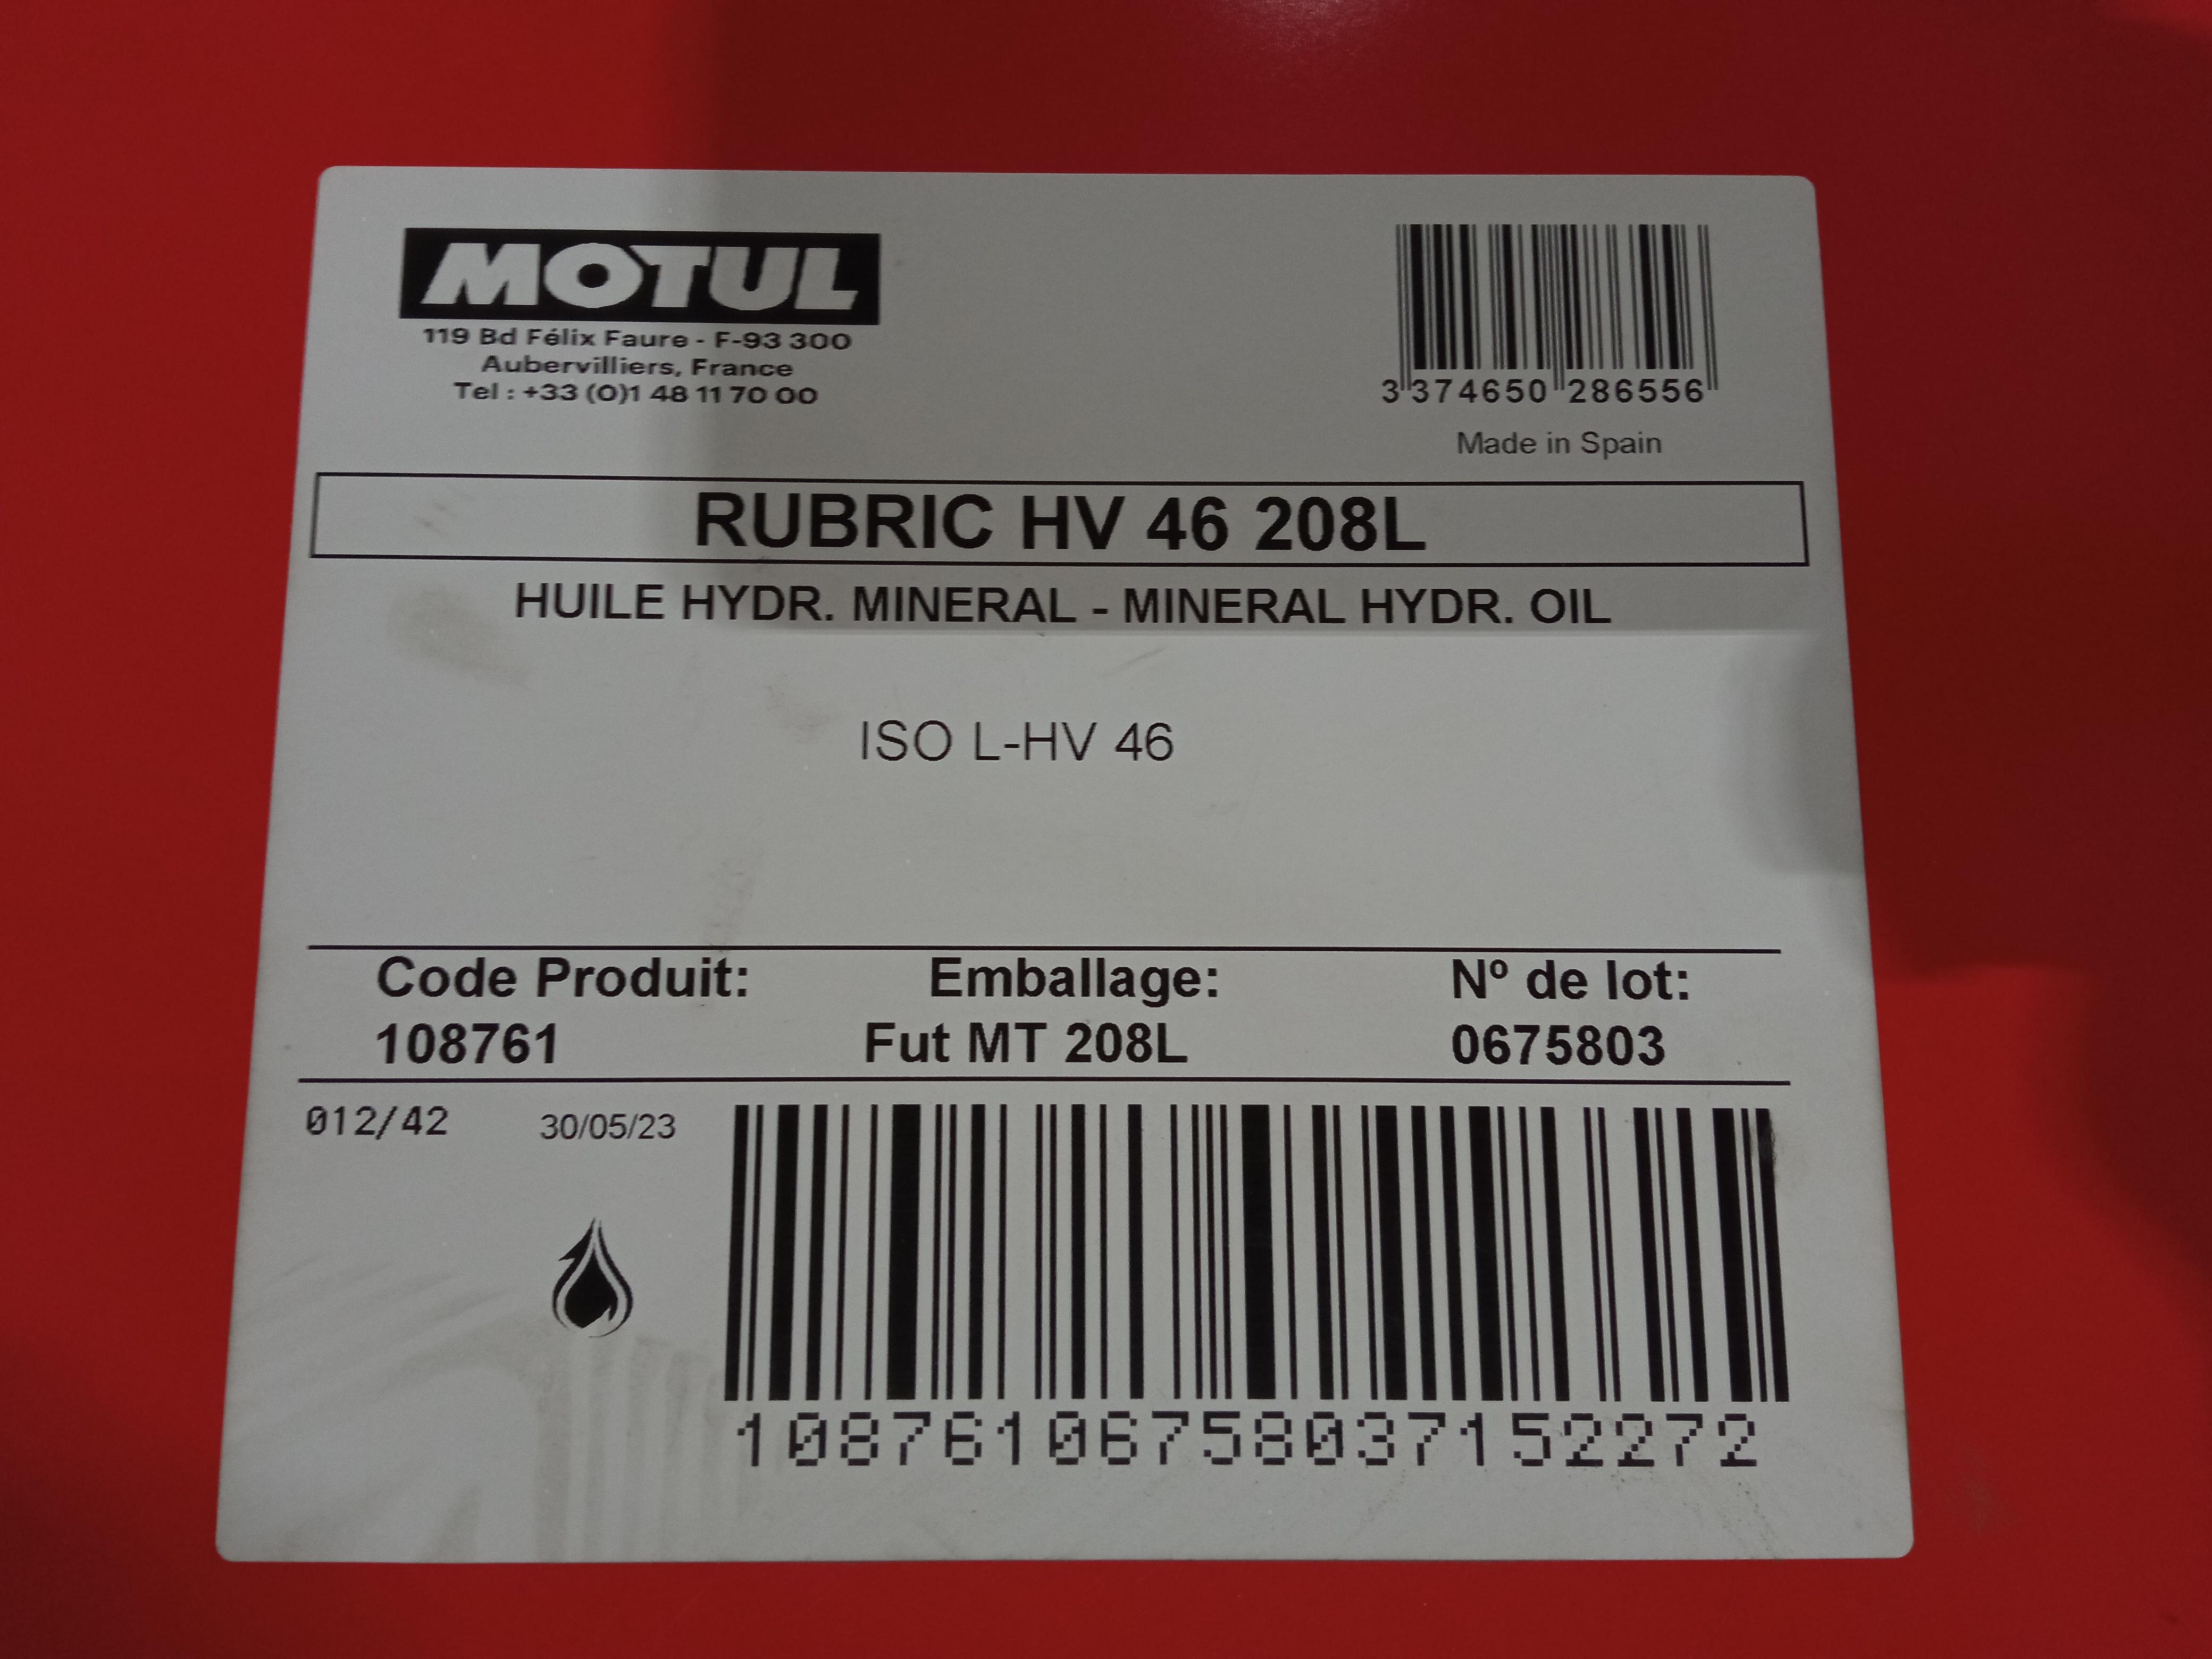 MOTUL
119 Bd Félix Faure - F-93 300
Aubervilliers, France
Tel : +33 (0)1 48 11 70 00
3 374650 286556
Made in Spain
RUBRIC HV 46 208L
HUILE HYDR. MINERAL - MINERAL HYDR. OIL
ISO L-HV 46
Code Produit: Emballage: Nº de lot:
108761 Fut MT 208L 0675803
012/42 30/05/23
10876106758037152272